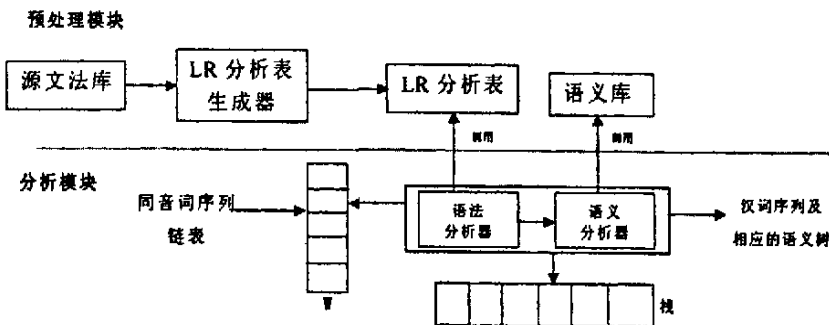 预处理模块
源文法库
LR 分析表
生成器
LR 分析表
语义库
调用
调用
分析模块
同音词序列
链表
语法
分析器
语义
分析器
汉词序列及
相应的语义树
W
栈